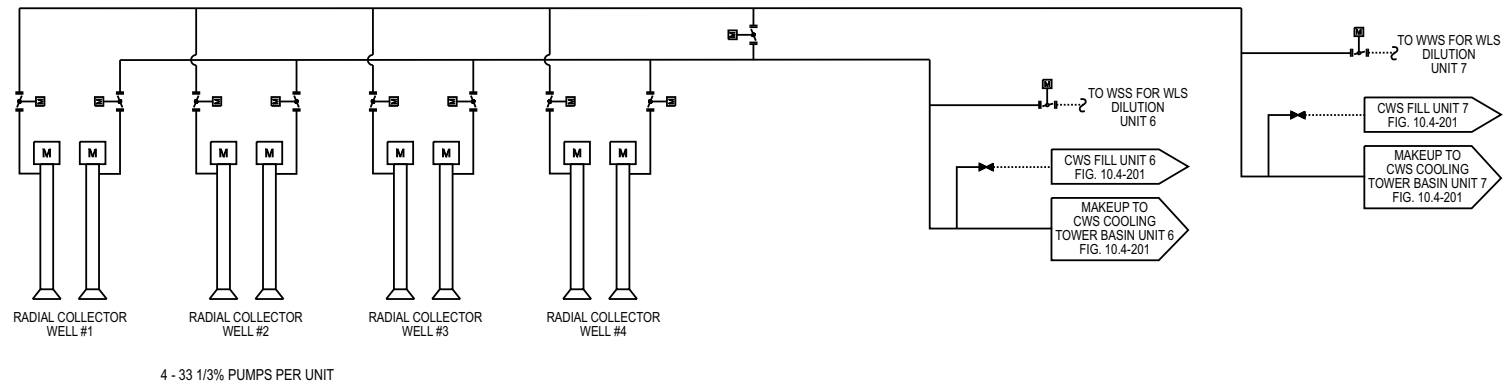 M
M
TO WWS FOR WLS
DILUTION
UNIT 7
M
M
M
M
M
M
M
M
M
TO WSS FOR WLS
DILUTION
UNIT 6
CWS FILL UNIT 7
FIG. 10.4-201
M
M
M
M
M
M
M
M
CWS FILL UNIT 6
FIG. 10.4-201
MAKEUP TO
CWS COOLING
TOWER BASIN UNIT 7
FIG. 10.4-201
MAKEUP TO
CWS COOLING
TOWER BASIN UNIT 6
FIG. 10.4-201
RADIAL COLLECTOR
WELL #1
RADIAL COLLECTOR
WELL #2
RADIAL COLLECTOR
WELL #3
RADIAL COLLECTOR
WELL #4
4 - 33 1/3% PUMPS PER UNIT